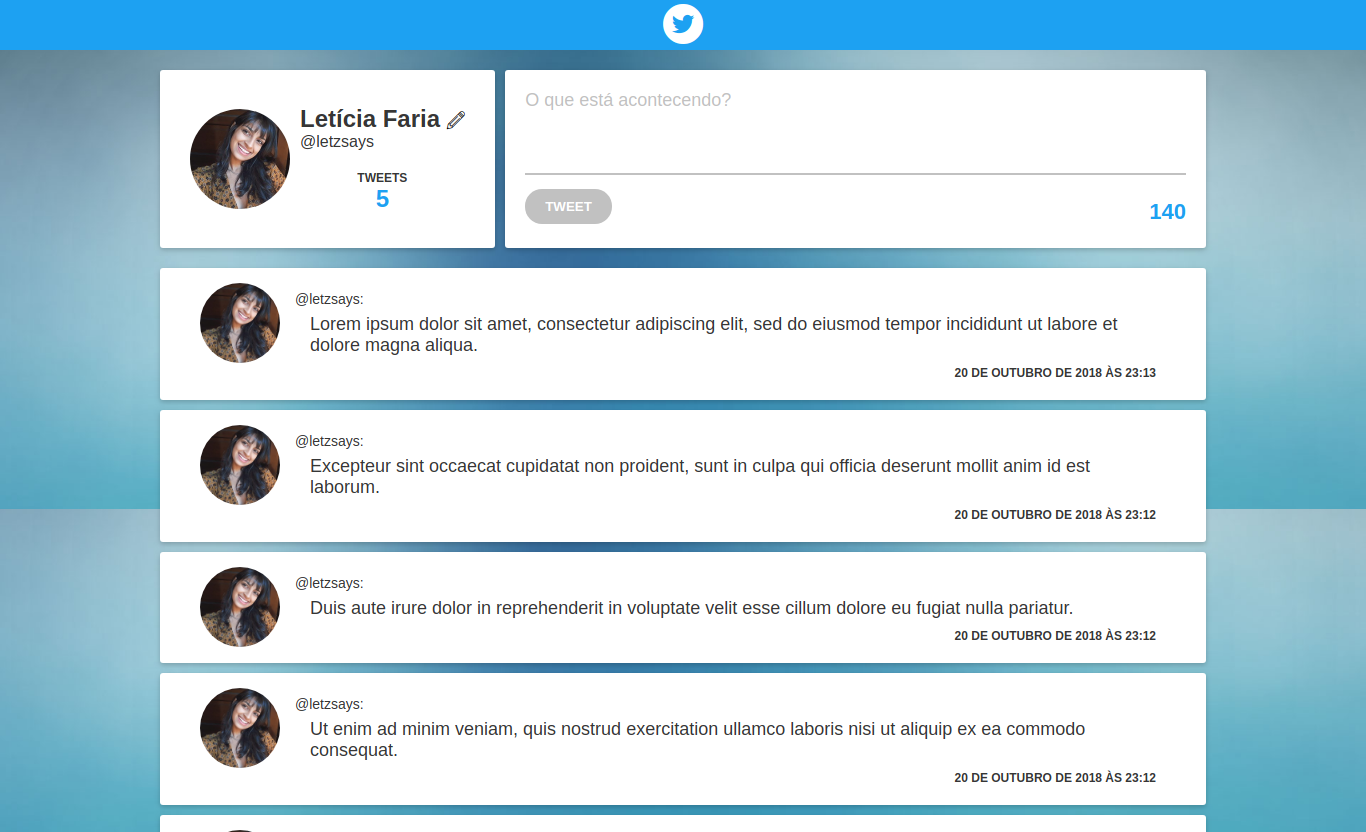 Letícia Faria
@letzsays
TWEETS
5
O que está acontecendo?
TWEET
140
@letzsays:
Lorem ipsum dolor sit amet, consectetur adipiscing elit, sed do eiusmod tempor incididunt ut labore et
dolore magna aliqua.
20 DE OUTUBRO DE 2018 ÀS 23:13
@letzsays:
Excepteur sint occaecat cupidatat non proident, sunt in culpa qui officia deserunt mollit anim id est
laborum.
20 DE OUTUBRO DE 2018 ÀS 23:12
@letzsays:
Duis aute irure dolor in reprehenderit in voluptate velit esse cillum dolore eu fugiat nulla pariatur.
20 DE OUTUBRO DE 2018 ÀS 23:12
@letzsays:
Ut enim ad minim veniam, quis nostrud exercitation ullamco laboris nisi ut aliquip ex ea commodo
consequat.
20 DE OUTUBRO DE 2018 ÀS 23:12